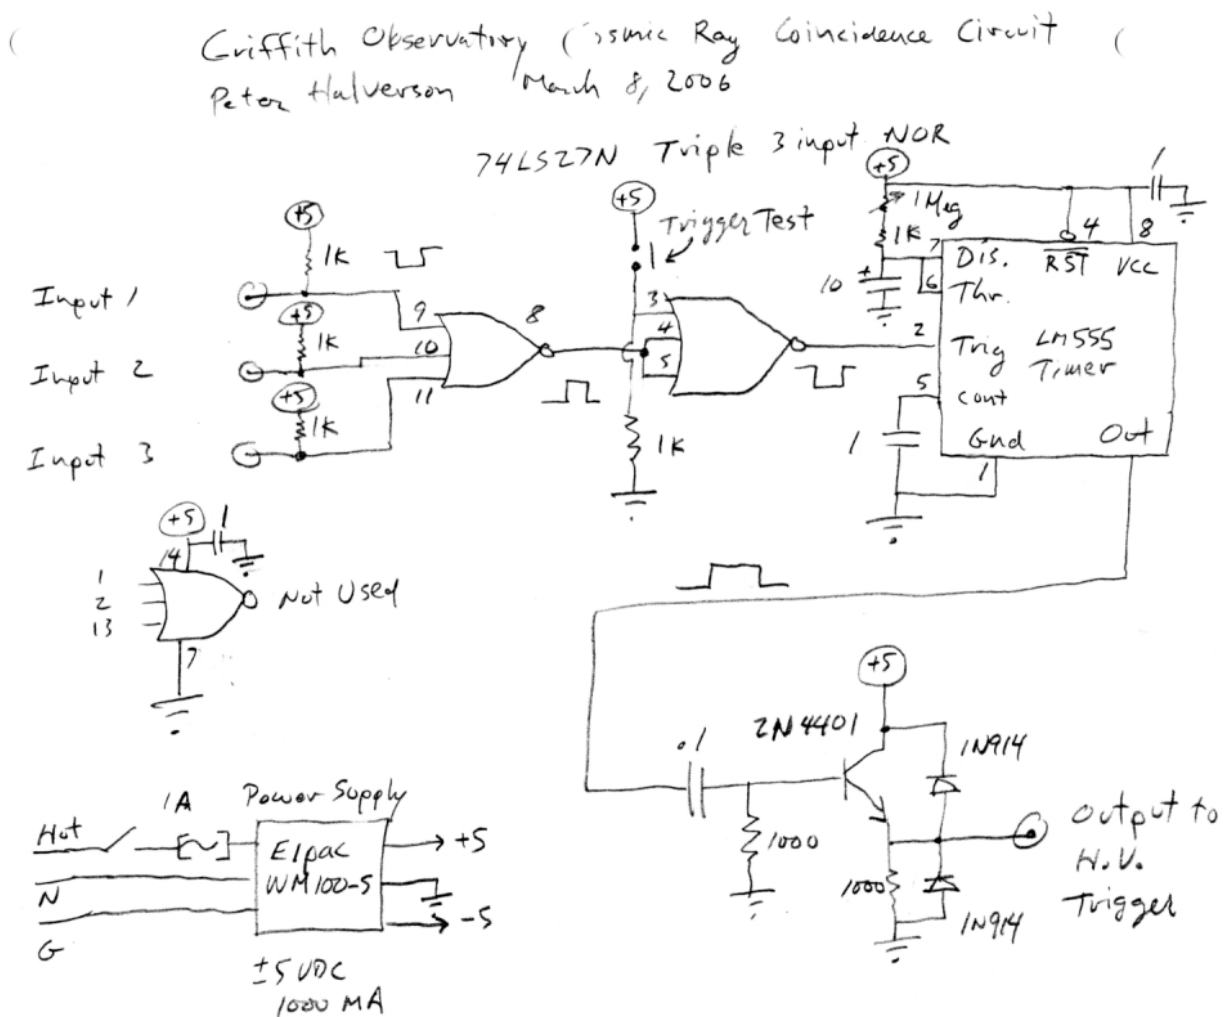 Griffith Observatory Cosmic Ray Coincidence Circuit
Peter Halverson March 8, 2006
74LS27N Triple 3 input NOR
+5
+5
+5
1 Meg
1
1K
Trigger Test
1K
7
4
8
Dis.
RST
Vcc
Input 1
+5
10
6
Thr.
9
8
3
1K
10
4
2
Trig
LM555
Timer
Input 2
+5
11
5
5
cont
1K
1K
1
Gnd
Out
Input 3
1
+5
1
14
1
2
13
Not Used
7
+5
.1
2N4401
1N914
1A
Power Supply
Hot
Elpac
WM100-5
+5
1000
Output to
H.V.
Trigger
N
1000
-5
1N914
G
±5 VDC
1000 MA